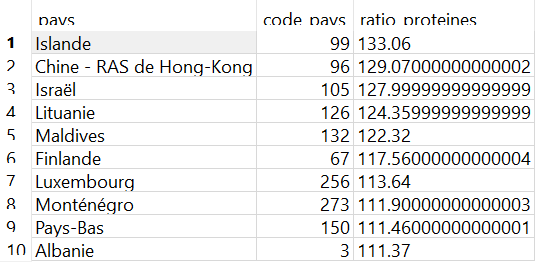 pays code_pays ratio_proteines
1 Islande 99 133.06
2 Chine - RAS de Hong-Kong 96 129.07000000000002
3 Israël 105 127.99999999999999
4 Lituanie 126 124.35999999999999
5 Maldives 132 122.32
6 Finlande 67 117.56000000000004
7 Luxembourg 256 113.64
8 Monténégro 273 111.90000000000003
9 Pays-Bas 150 111.46000000000001
10 Albanie 3 111.37